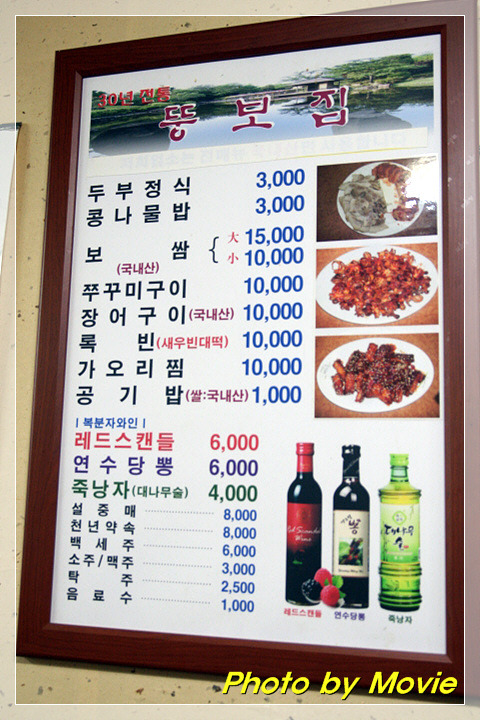 30년 전통
뚱보집
두부정식 3,000
콩나물밥 3,000
보쌈 { 大 15,000
(국내산) 小 10,000
쭈꾸미구이 10,000
장어구이(국내산) 10,000
록빈(새우빈대떡) 10,000
가오리찜 10,000
공기밥(쌀:국내산) 1,000
| 복분자와인 |
레드스캔들 6,000
연수당뽕 6,000
죽낭자(대나무술) 4,000
설중매 8,000
천년약속 8,000
백세주 6,000
소주/맥주 3,000
탁주 2,500
음료수 1,000
레드스캔들 연수당뽕 죽낭자
Photo by Movie